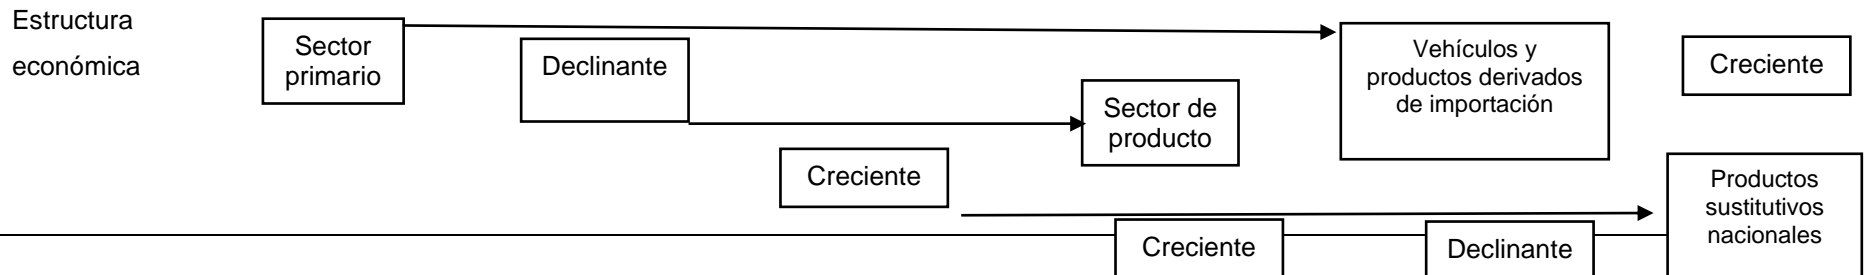 Estructura
económica
Sector
primario
Declinante
Vehículos y
productos derivados
de importación
Creciente
Sector de
producto
Creciente
Productos
sustitutivos
nacionales
Creciente
Declinante